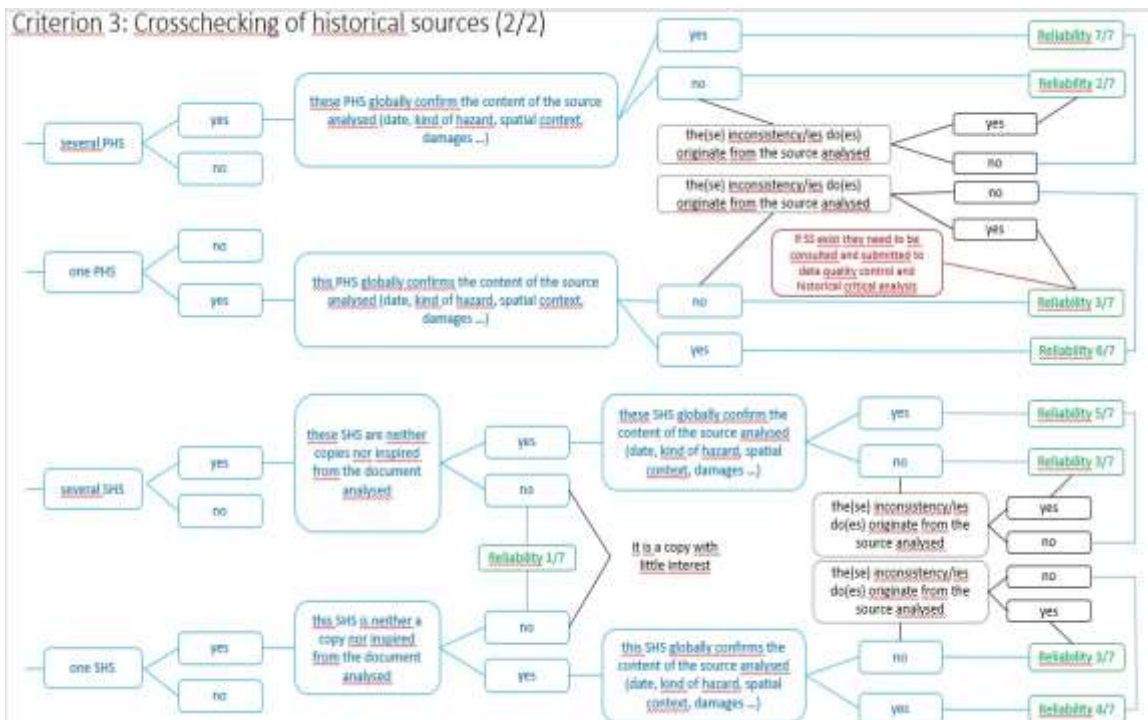 Criterion 3: Crosschecking of historical sources (2/2)
several PHS
yes
no
these PHS globally confirm the content of the source
analysed (date, kind of hazard, spatial context,
damages ...)
yes
no
Reliability 7/7
Reliability 2/7
the(se) inconsistency/ies do(es)
originate from the source analysed
yes
no
one PHS
no
yes
this PHS globally confirms the content of the source
analysed (date, kind of hazard, spatial context,
damages ...)
the(se) inconsistency/ies do(es)
originate from the source analysed
no
yes
If SS exist they need to be
consulted and submitted to
data quality control and
historical critical analysis
no
yes
Reliability 3/7
Reliability 6/7
several SHS
yes
no
these SHS are neither
copies nor inspired
from the document
analysed
yes
no
these SHS globally confirm the
content of the source analysed
(date, kind of hazard, spatial
context, damages ...)
yes
no
Reliability 5/7
Reliability 3/7
the(se) inconsistency/ies
do(es) originate from the
source analysed
yes
no
Reliability 1/7
It is a copy with
little interest
one SHS
yes
no
this SHS is neither a
copy nor inspired
from the document
analysed
no
yes
this SHS globally confirms the
content of the source analysed
(date, kind of hazard, spatial
context, damages ...)
the(se) inconsistency/ies
do(es) originate from the
source analysed
no
yes
no
yes
Reliability 3/7
Reliability 4/7